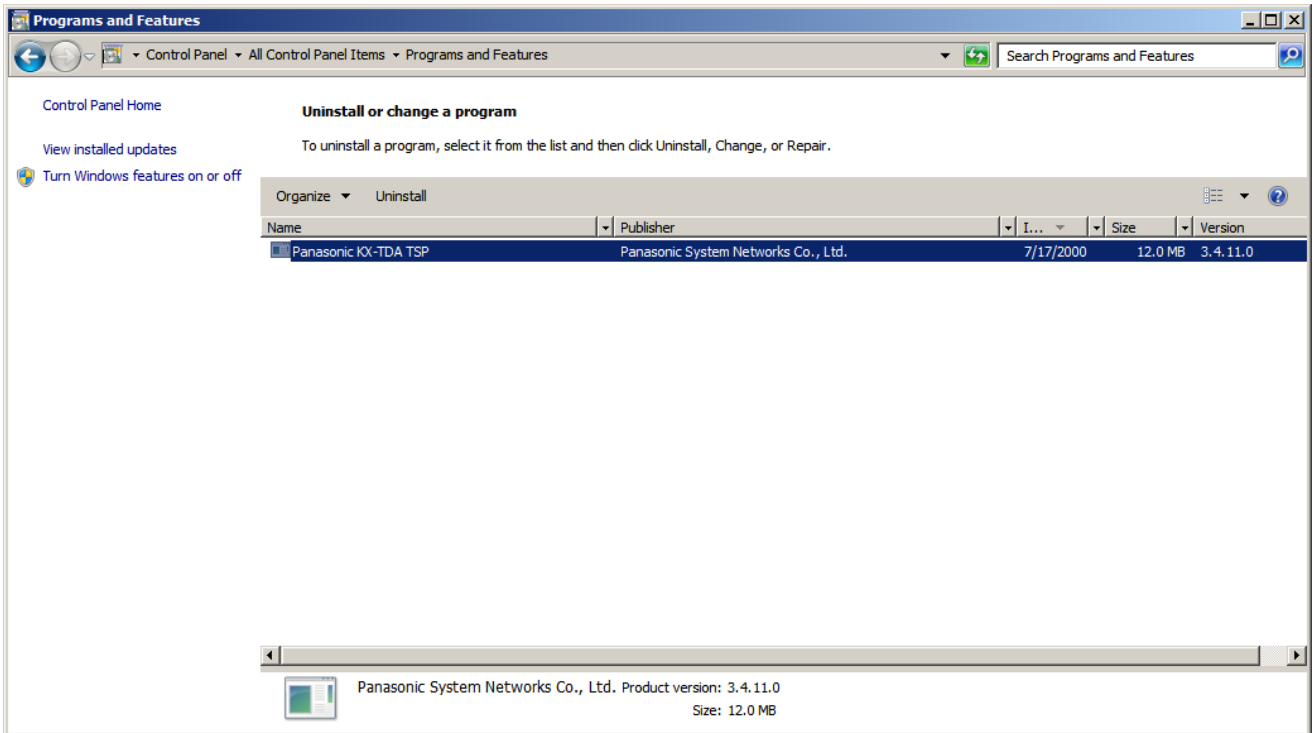 Programs and Features
Control Panel All Control Panel Items Programs and Features Search Programs and Features
Control Panel Home
View installed updates
Turn Windows features on or off
Uninstall or change a program
To uninstall a program, select it from the list and then click Uninstall, Change, or Repair.
Organize Uninstall
Name Publisher I... Size Version
Panasonic KX-TDA TSP Panasonic System Networks Co., Ltd. 7/17/2000 12.0 MB 3.4.11.0
Panasonic System Networks Co., Ltd. Product version: 3.4.11.0
Size: 12.0 MB